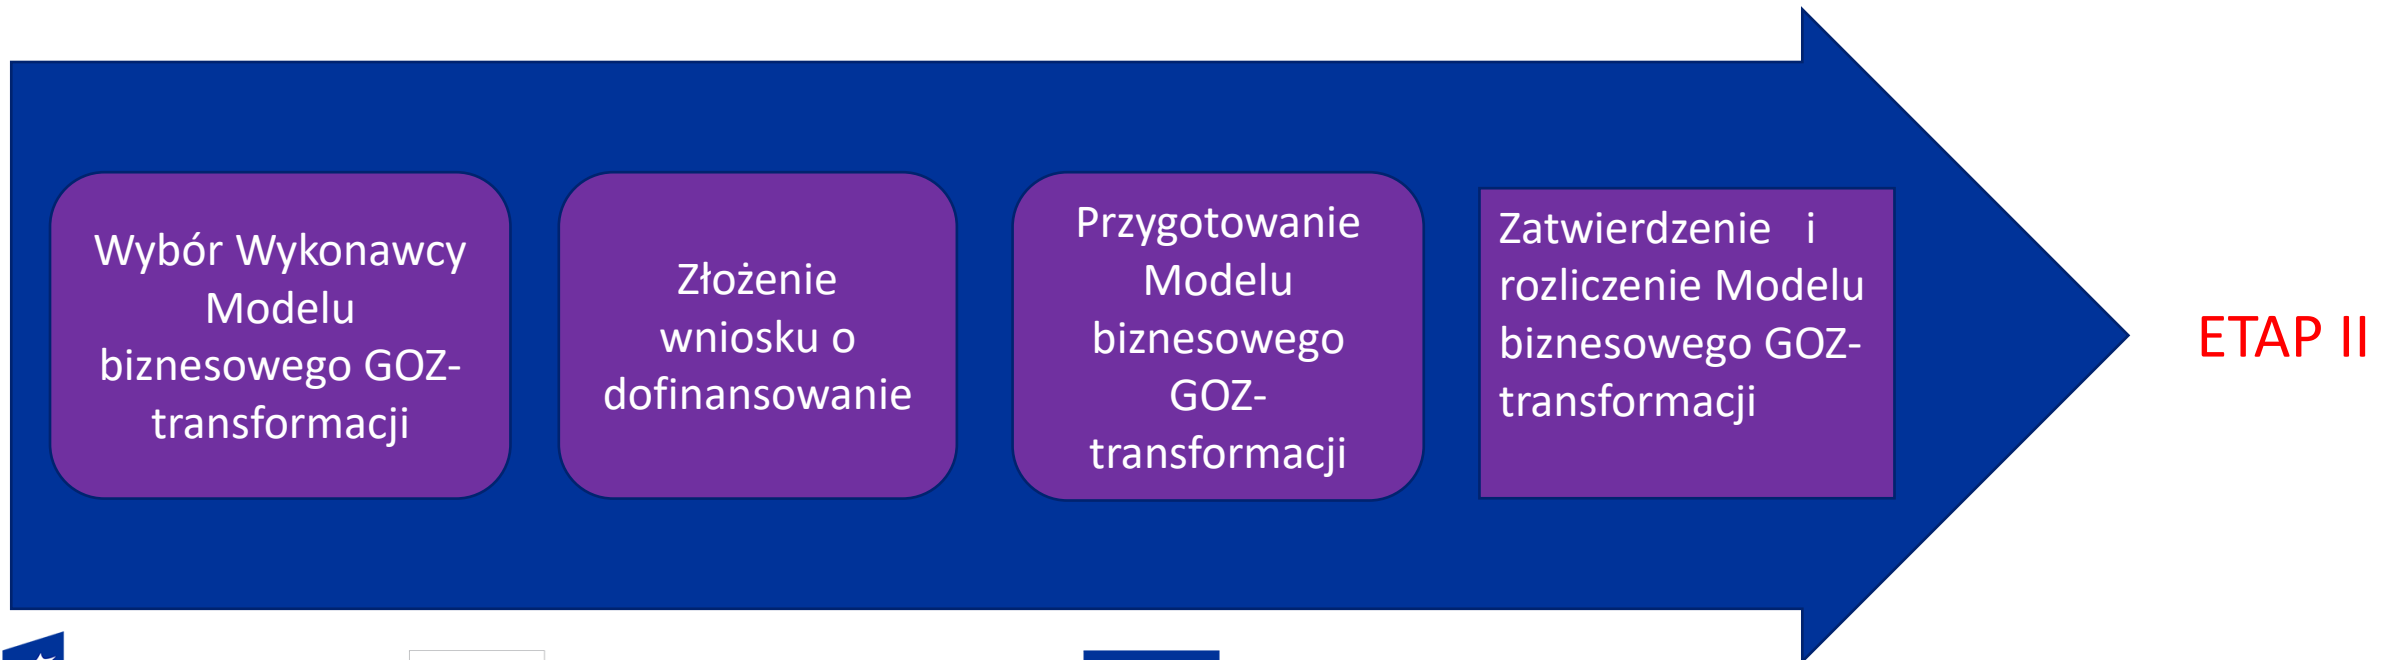 Wybór Wykonawcy
Modelu
biznesowego GOZ-
transformacji
Złożenie
wniosku o
dofinansowanie
Przygotowanie
Modelu
biznesowego
GOZ-
transformacji
Zatwierdzenie i
rozliczenie Modelu
biznesowego GOZ-
transformacji
ETAP II